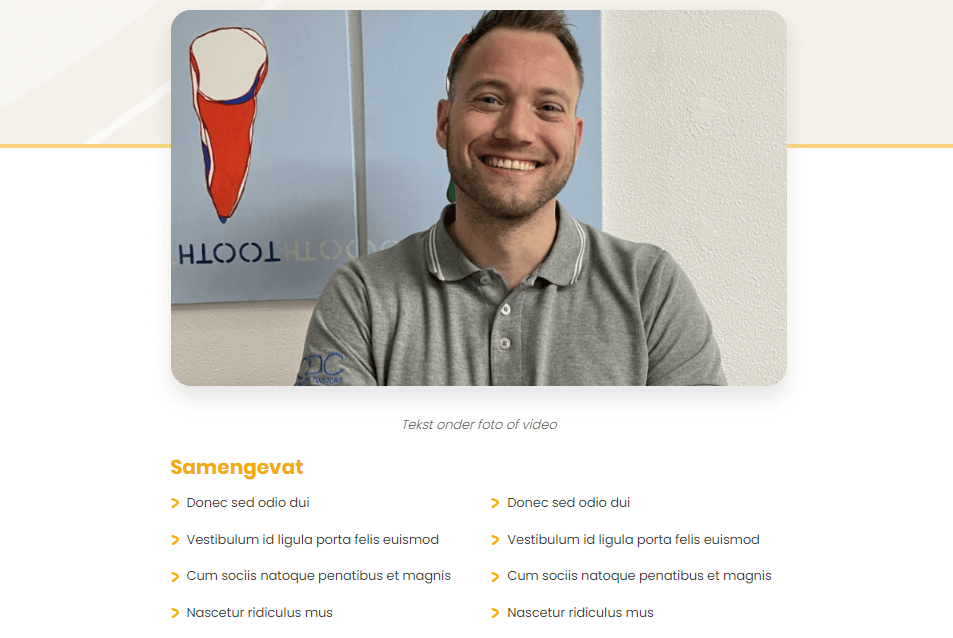 TOOTH
TOOTH
CDC
Tekst onder foto of video
Samengevat
Donec sed odio dui
Vestibulum id ligula porta felis euismod
Cum sociis natoque penatibus et magnis
Nascetur ridiculus mus
Donec sed odio dui
Vestibulum id ligula porta felis euismod
Cum sociis natoque penatibus et magnis
Nascetur ridiculus mus